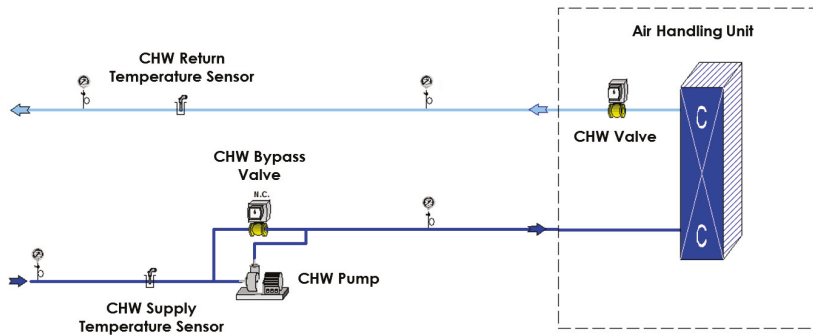 Air Handling Unit
CHW Return
Temperature Sensor
CHW Valve
C
CHW Bypass
Valve
N.C.
C
CHW Pump
CHW Supply
Temperature Sensor